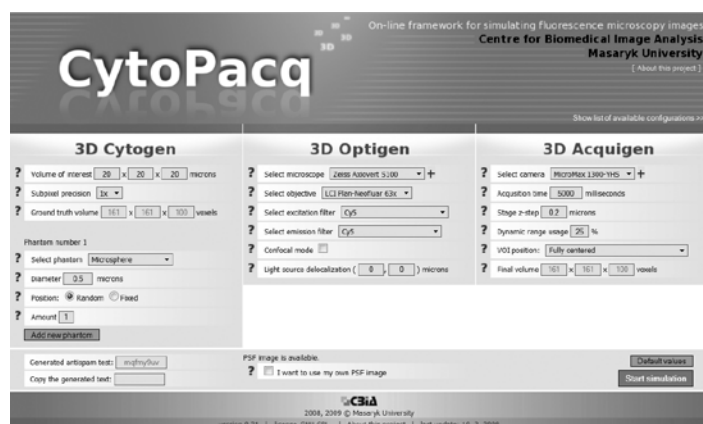 On-line framework for simulating fluorescence microscopy images
Centre for Biomedical Image Analysis
Masaryk University
[ About this project ]
CytoPacq
3D
3D
3D
Show list of available configurations >>
3D Cytogen
? Volume of interest 20 x 20 x 20 microns
? Subpixel precision 1x
? Ground truth volume 161 x 161 x 100 voxels
Phantom number 1
? Select phantom Microsphere
? Diameter 0.5 microns
? Position: Random Fixed
? Amount 1
Add new phantom
3D Optigen
? Select microscope Zeiss Axiovert S100 +
? Select objective LCI Plan-Neofluar 63x
? Select excitation filter Cy5
? Select emission filter Cy5
? Confocal mode
? Light source delocalization ( 0 , 0 ) microns
3D Acquigen
? Select camera MicroMax 1300-YHS +
? Acquisition time 5000 milliseconds
? Stage z-step 0.2 microns
? Dynamic range usage 25 %
? VOI position: Fully centered
? Final volume 161 x 161 x 100 voxels
Generated antispam text: mqfmy9uv
Copy the generated text:
PSF image is available.
? I want to use my own PSF image
Default values
Start simulation
CBiA
2008, 2009 © Masaryk University